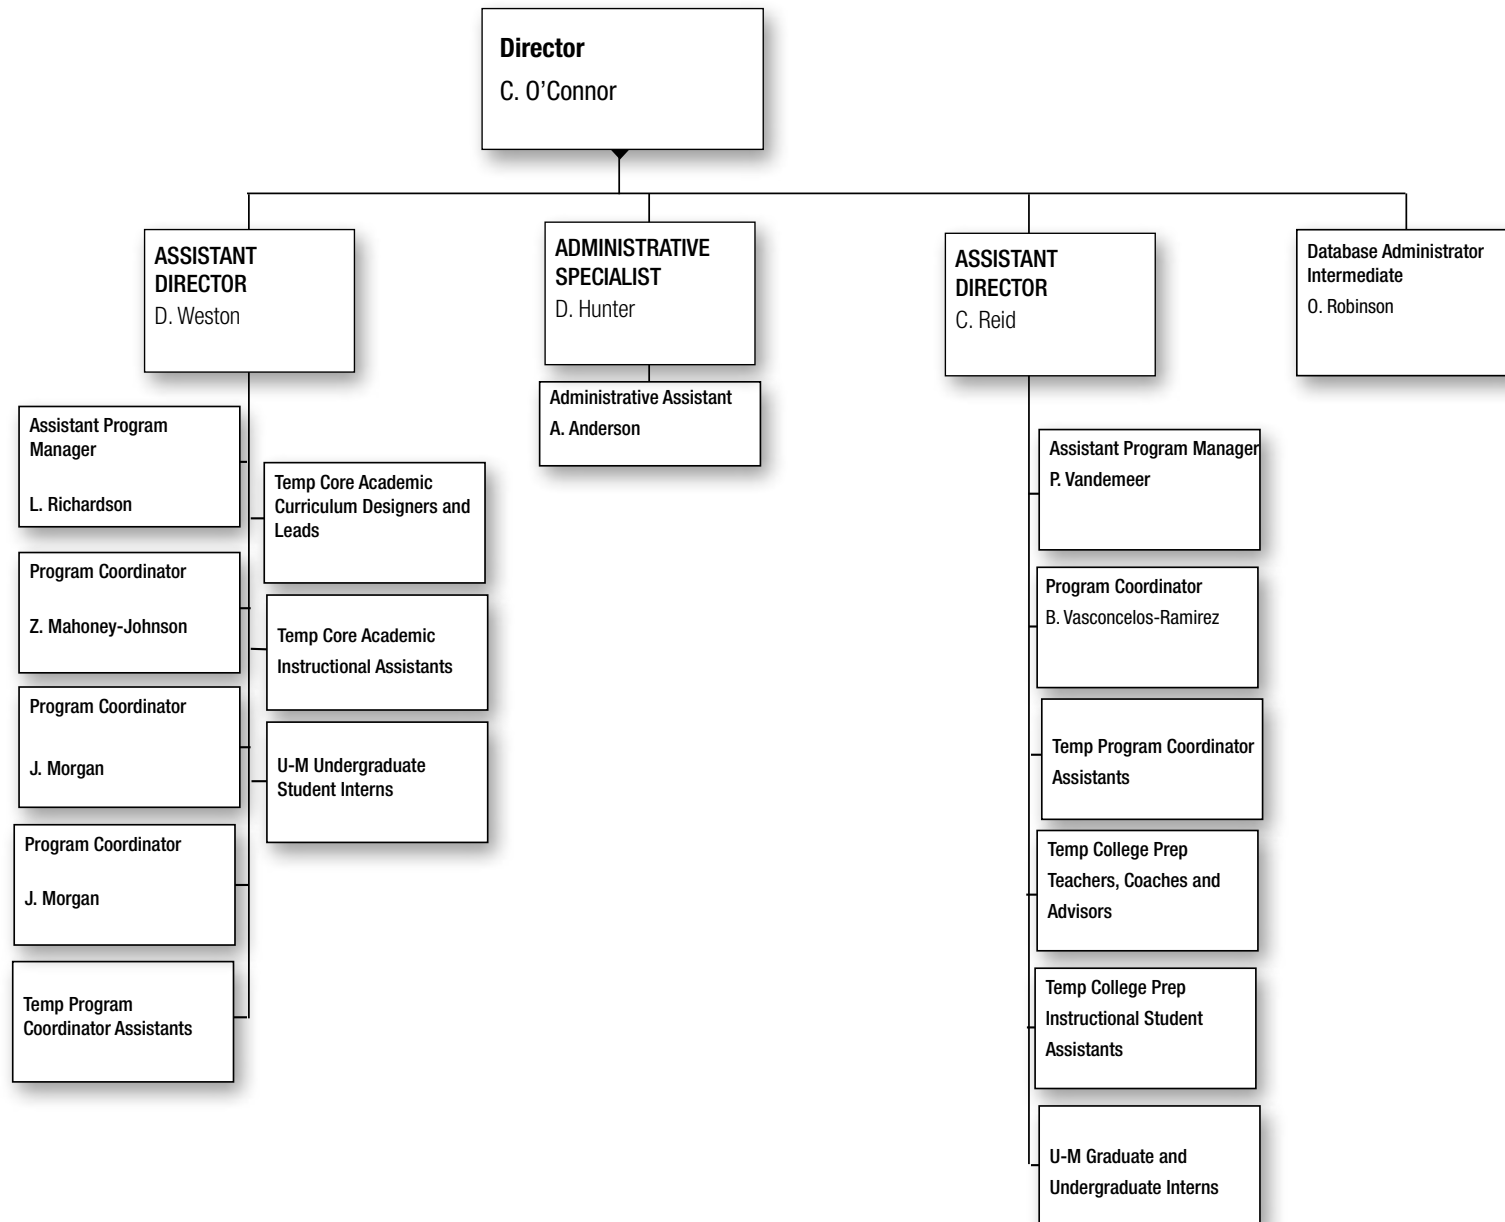 Director
C. O’Connor
ASSISTANT
DIRECTOR
D. Weston
ADMINISTRATIVE
SPECIALIST
D. Hunter
ASSISTANT
DIRECTOR
C. Reid
Database Administrator
Intermediate
O. Robinson
Administrative Assistant
A. Anderson
Assistant Program
Manager
L. Richardson
Program Coordinator
Z. Mahoney-Johnson
Program Coordinator
J. Morgan
Program Coordinator
J. Morgan
Temp Program
Coordinator Assistants
Temp Core Academic
Curriculum Designers and
Leads
Temp Core Academic
Instructional Assistants
U-M Undergraduate
Student Interns
Assistant Program Manager
P. Vandemeer
Program Coordinator
B. Vasconcelos-Ramirez
Temp Program Coordinator
Assistants
Temp College Prep
Teachers, Coaches and
Advisors
Temp College Prep
Instructional Student
Assistants
U-M Graduate and
Undergraduate Interns